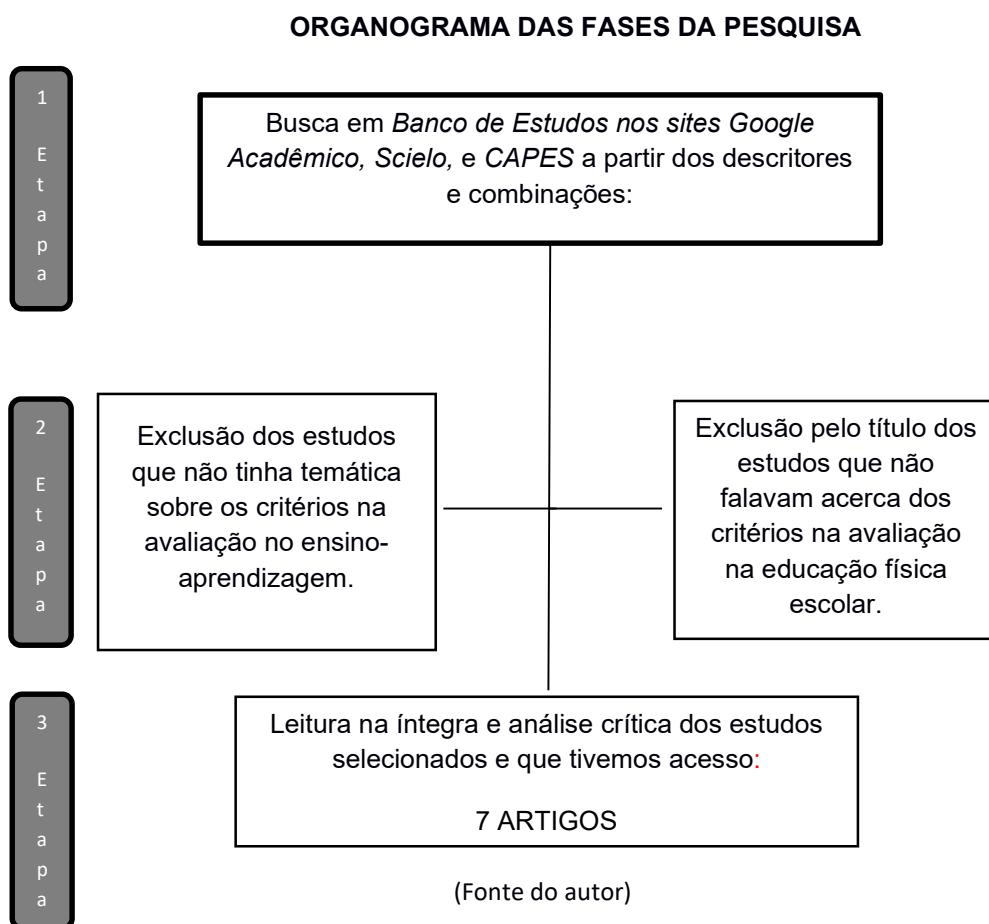 ORGANOGRAMA DAS FASES DA PESQUISA
1
E
t
a
p
a
Busca em Banco de Estudos nos sites Google
Acadêmico, Scielo, e CAPES a partir dos descritores
e combinações:
2
E
t
a
p
a
Exclusão dos estudos
que não tinha temática
sobre os critérios na
avaliação no ensino-
aprendizagem.
Exclusão pelo título dos
estudos que não
falavam acerca dos
critérios na avaliação
na educação física
escolar.
3
E
t
a
p
a
Leitura na íntegra e análise crítica dos estudos
selecionados e que tivemos acesso:
7 ARTIGOS
(Fonte do autor)